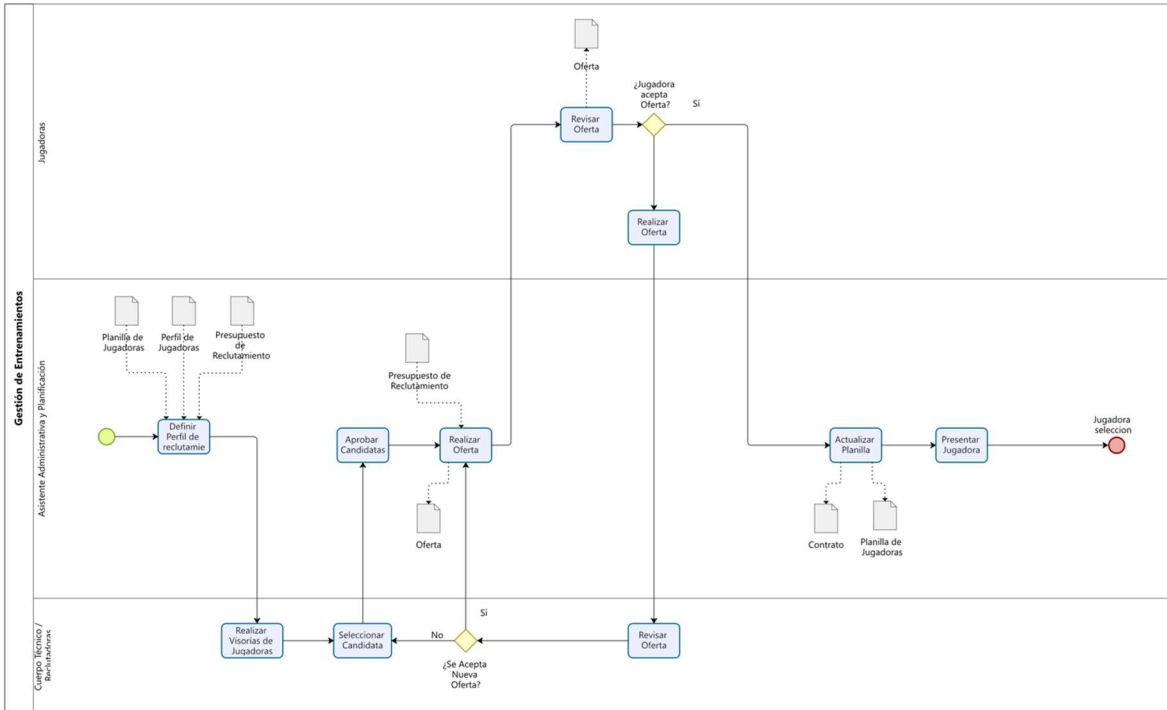 Gestión de Entrenamientos
Jugadoras
Oferta
¿Jugadora
acepta
Oferta?
Sí
Revisar
Oferta
Realizar
Oferta
Asistente Administrativa y Planificación
Planilla de
Jugadoras
Perfil de
Jugadoras
Presupuesto
de
Reclutamiento
Definir
Perfil de
reclutamie
Presupuesto de
Reclutamiento
Aprobar
Candidatas
Realizar
Oferta
Oferta
Actualizar
Planilla
Presentar
Jugadora
Jugadora
seleccion
Contrato
Planilla de
Jugadoras
Cuerpo Técnico /
Reclutadoras
Realizar
Visorías de
Jugadoras
Seleccionar
Candidata
No
Sí
¿Se Acepta
Nueva
Oferta?
Revisar
Oferta